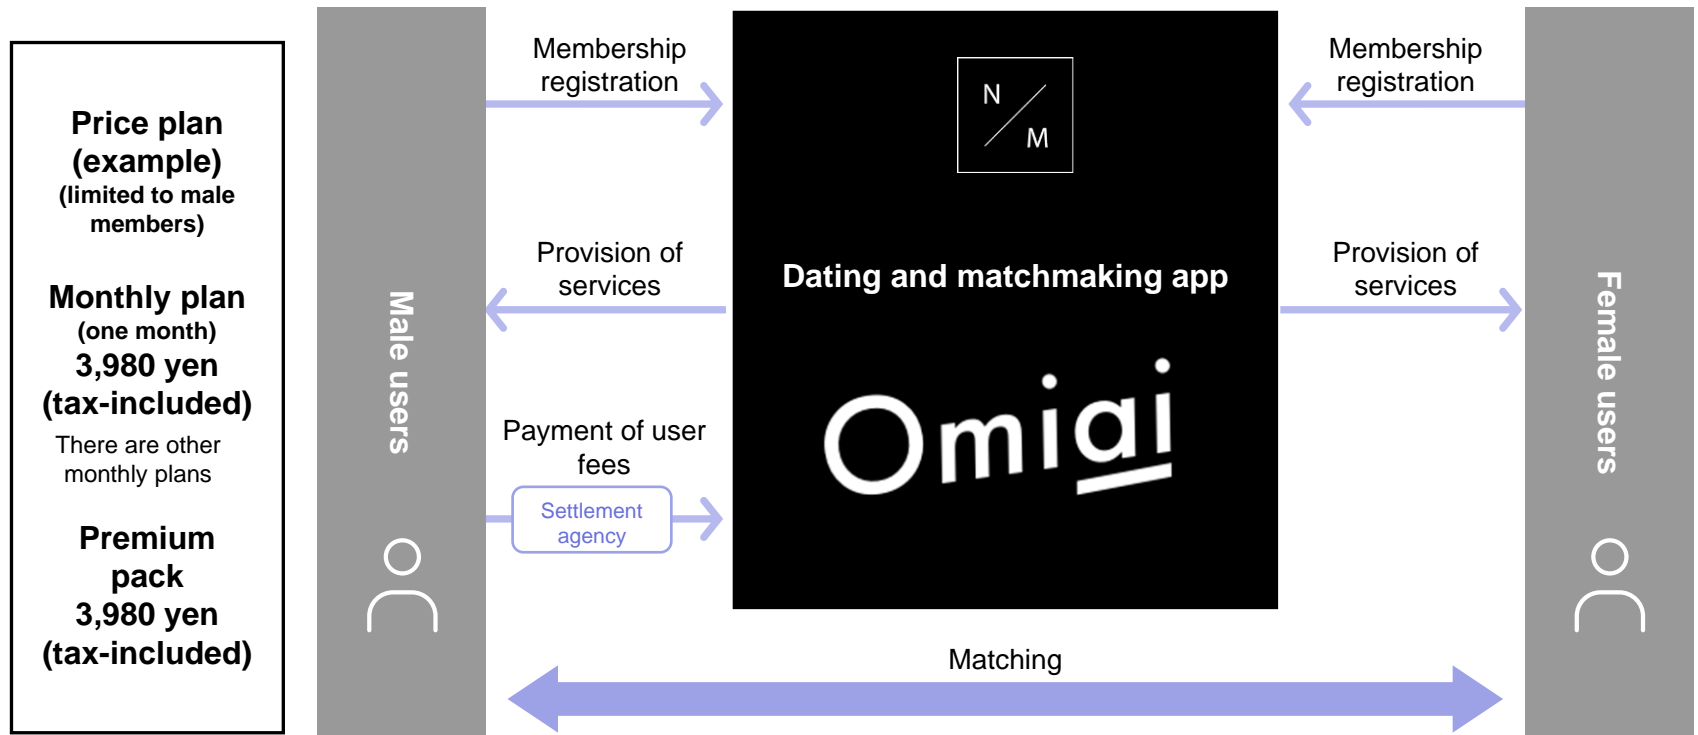 Price plan
(example)
(limited to male
members)
Monthly plan
(one month)
3,980 yen
(tax-included)
There are other
monthly plans
Premium
pack
3,980 yen
(tax-included)
Male users
Membership
registration
Provision of
services
Payment of user
fees
Settlement
agency
N
M
Dating and matchmaking app
Omiai
Membership
registration
Provision of
services
Female users
Matching